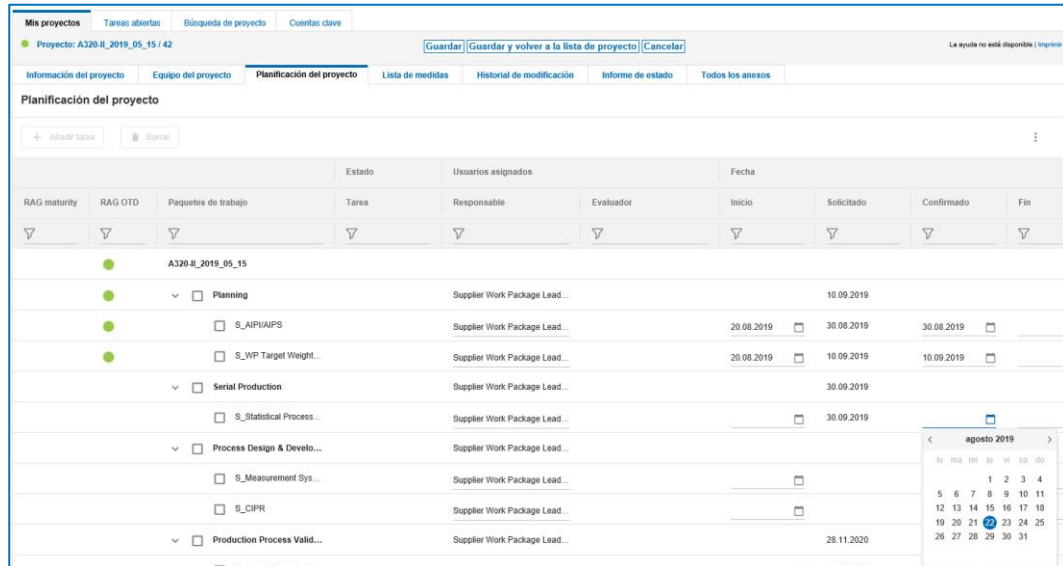 Mis proyectos Tareas abiertas Búsqueda de proyecto Cuentas clave
Proyecto: A320-II_2019_05_15 / 42 Guardar Guardar y volver a la lista de proyecto Cancelar La ayuda no está disponible | Imprimir
Información del proyecto Equipo del proyecto Planificación del proyecto Lista de medidas Historial de modificación Informe de estado Todos los anexos
Planificación del proyecto
+ Añadir tarea Borrar
Estado Usuarios asignados Fecha
RAG maturity RAG OTD Paquetes de trabajo Tarea Responsable Evaluador Inicio Solicitado Confirmado Fin
A320-II_2019_05_15
Planning Supplier Work Package Lead... 10.09.2019
S_AIPI/AIPS Supplier Work Package Lead... 20.08.2019 30.08.2019 30.08.2019
S_WP Target Weight... Supplier Work Package Lead... 20.08.2019 10.09.2019 10.09.2019
Serial Production Supplier Work Package Lead... 30.09.2019
S_Statistical Process... Supplier Work Package Lead... 30.09.2019
Process Design & Develo... Supplier Work Package Lead...
S_Measurement Sys... Supplier Work Package Lead...
S_CIPR Supplier Work Package Lead...
Production Process Valid... Supplier Work Package Lead... 28.11.2020
agosto 2019
lu ma mi ju vi sa do
1 2 3 4
5 6 7 8 9 10 11
12 13 14 15 16 17 18
19 20 21 22 23 24 25
26 27 28 29 30 31